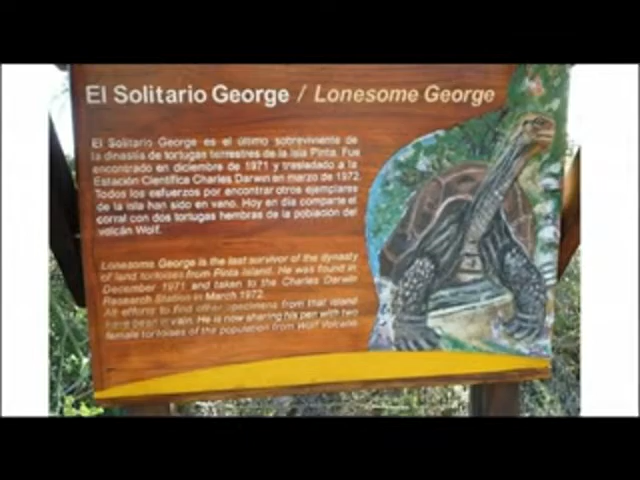 El Solitario George / Lonesome George
El Solitario George es el último sobreviviente de
la dinastía de tortugas terrestres de la Isla Pinta. Fue
encontrado en diciembre de 1971 y trasladado a la
Estación Científica Charles Darwin en marzo de 1972.
Todos los esfuerzos por encontrar otros ejemplares
de la isla han sido en vano. Hoy en día comparte el
corral con dos tortugas hembras de la población del
volcán Wolf.
Lonesome George is the last survivor of the dynasty
of land tortoises from Pinta Island. He was found in
December 1971 and taken to the Charles Darwin
Research Station in March 1972.
All efforts to find other specimens from that island
have been in vain. He is now sharing his pen with two
female tortoises of the population from Wolf Volcano